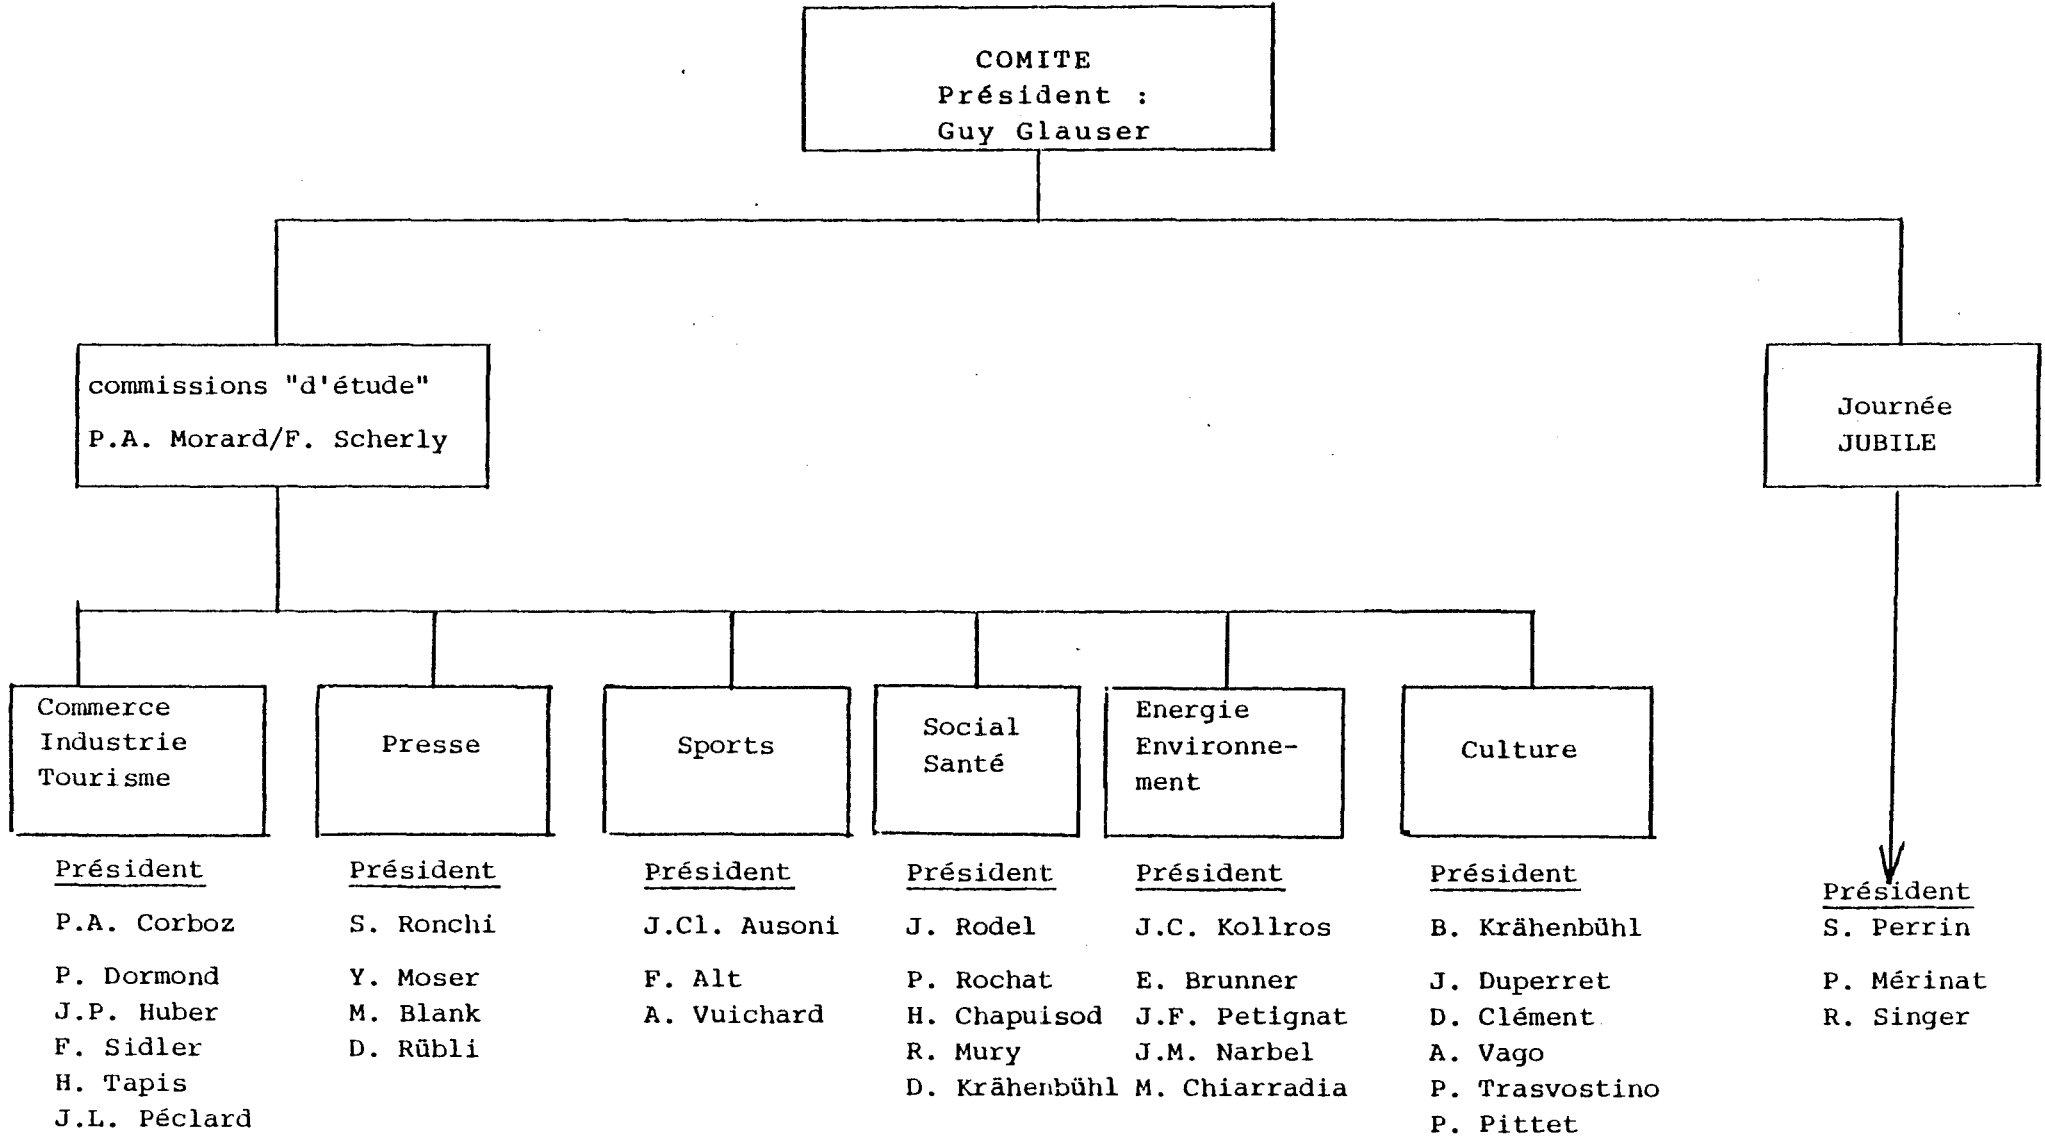 COMITE
Président :
Guy Glauser
commissions "d'étude"
P.A. Morard/F. Scherly
Journée
JUBILE
Commerce
Industrie
Tourisme
Presse
Sports
Social
Santé
Energie
Environne-
ment
Culture
Président
P.A. Corboz
P. Dormond
J.P. Huber
F. Sidler
H. Tapis
J.L. Péclard
Président
S. Ronchi
Y. Moser
M. Blank
D. Rübli
Président
J.Cl. Ausoni
F. Alt
A. Vuichard
Président
J. Rodel
P. Rochat
H. Chapuisod
R. Mury
D. Krähenbühl
Président
J.C. Kollros
E. Brunner
J.F. Petignat
J.M. Narbel
M. Chiarradia
Président
B. Krähenbühl
J. Duperret
D. Clément
A. Vago
P. Trasvostino
P. Pittet
Président
S. Perrin
P. Mérinat
R. Singer